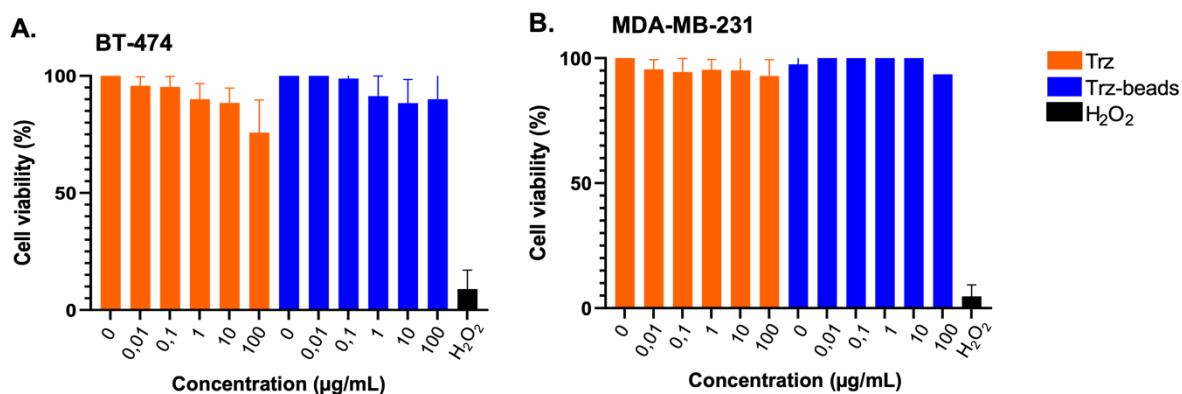 A.
BT-474
Cell viability (%)
100
50
0
0 0,01 0,1 1 10 100 0 0,01 0,1 1 10 100 H₂O₂
Concentration (µg/mL)
B.
MDA-MB-231
Cell viability (%)
100
50
0
0 0,01 0,1 1 10 100 0 0,01 0,1 1 10 100 H₂O₂
Concentration (µg/mL)
Trz
Trz-beads
H₂O₂